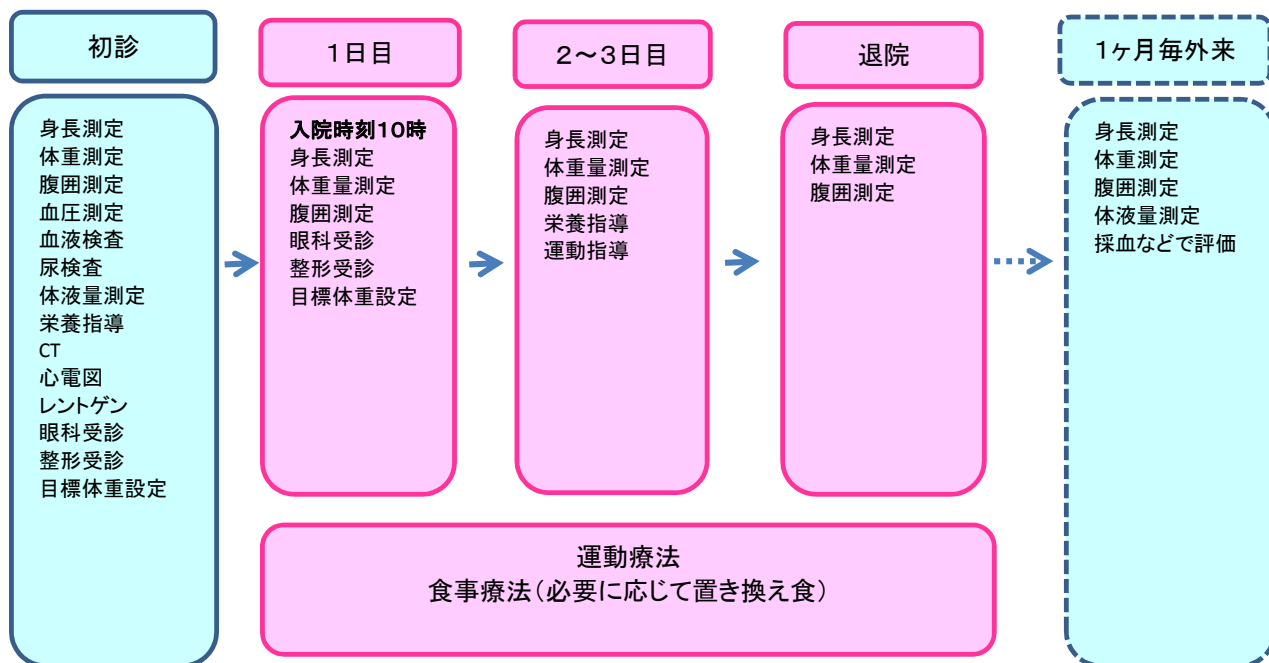 初診
身長測定
体重測定
腹囲測定
血圧測定
血液検査
尿検査
体液量測定
栄養指導
CT
心電図
レントゲン
眼科受診
整形受診
目標体重設定
１日目
入院時刻10時
身長測定
体重量測定
腹囲測定
眼科受診
整形受診
目標体重設定
２～３日目
身長測定
体重量測定
腹囲測定
栄養指導
運動指導
退院
身長測定
体重量測定
腹囲測定
1ヶ月毎外来
身長測定
体重測定
腹囲測定
体液量測定
採血などで評価
運動療法
食事療法（必要に応じて置き換え食）